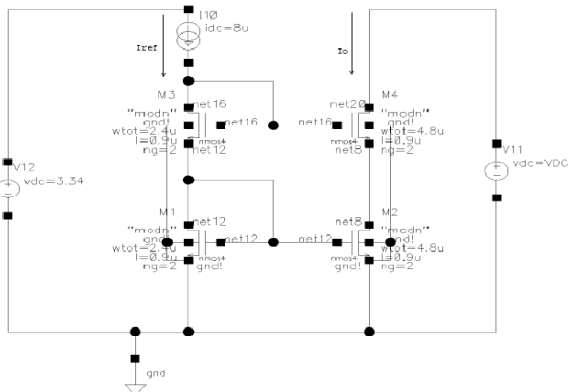 I10
idc=8u
Iref
Io
M3
net16
"modn"
gnd!
net16
wtot=2.4u
l=0.9u
nmos4
ng=2
net12
M4
net20
"modn"
gnd!
net16
wtot=4.8u
l=0.9u
nmos4
ng=2
net8
V12
vdc=3.34
V11
vdc=VDC
M1
net12
"modn"
gnd!
net12
wtot=2.4u
l=0.9u
nmos4
ng=2
gnd!
M2
net8
"modn"
gnd!
net12
wtot=4.8u
l=0.9u
nmos4
ng=2
gnd!
gnd